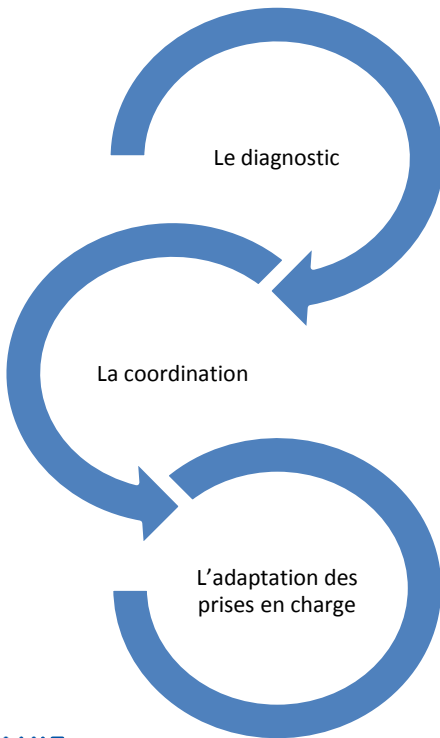 Le diagnostic
La coordination
L’adaptation des
prises en charge